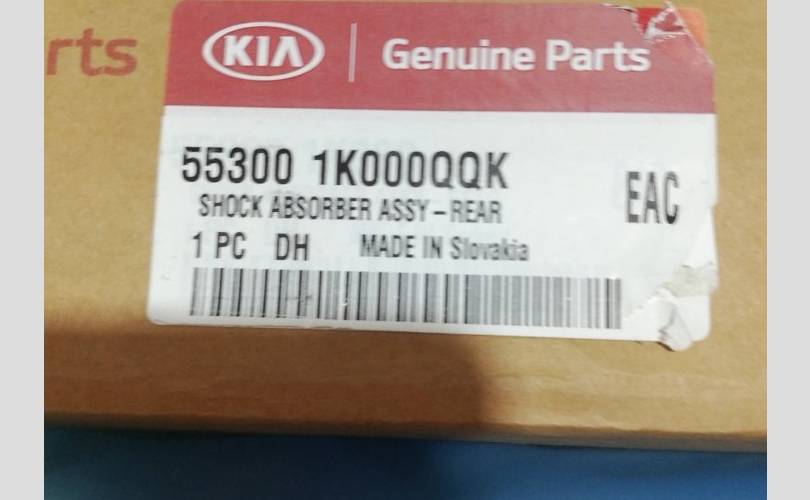 rts
KIA Genuine Parts
55300 1K000QQK
SHOCK ABSORBER ASSY-REAR
EAC
1 PC DH MADE IN Slovakia